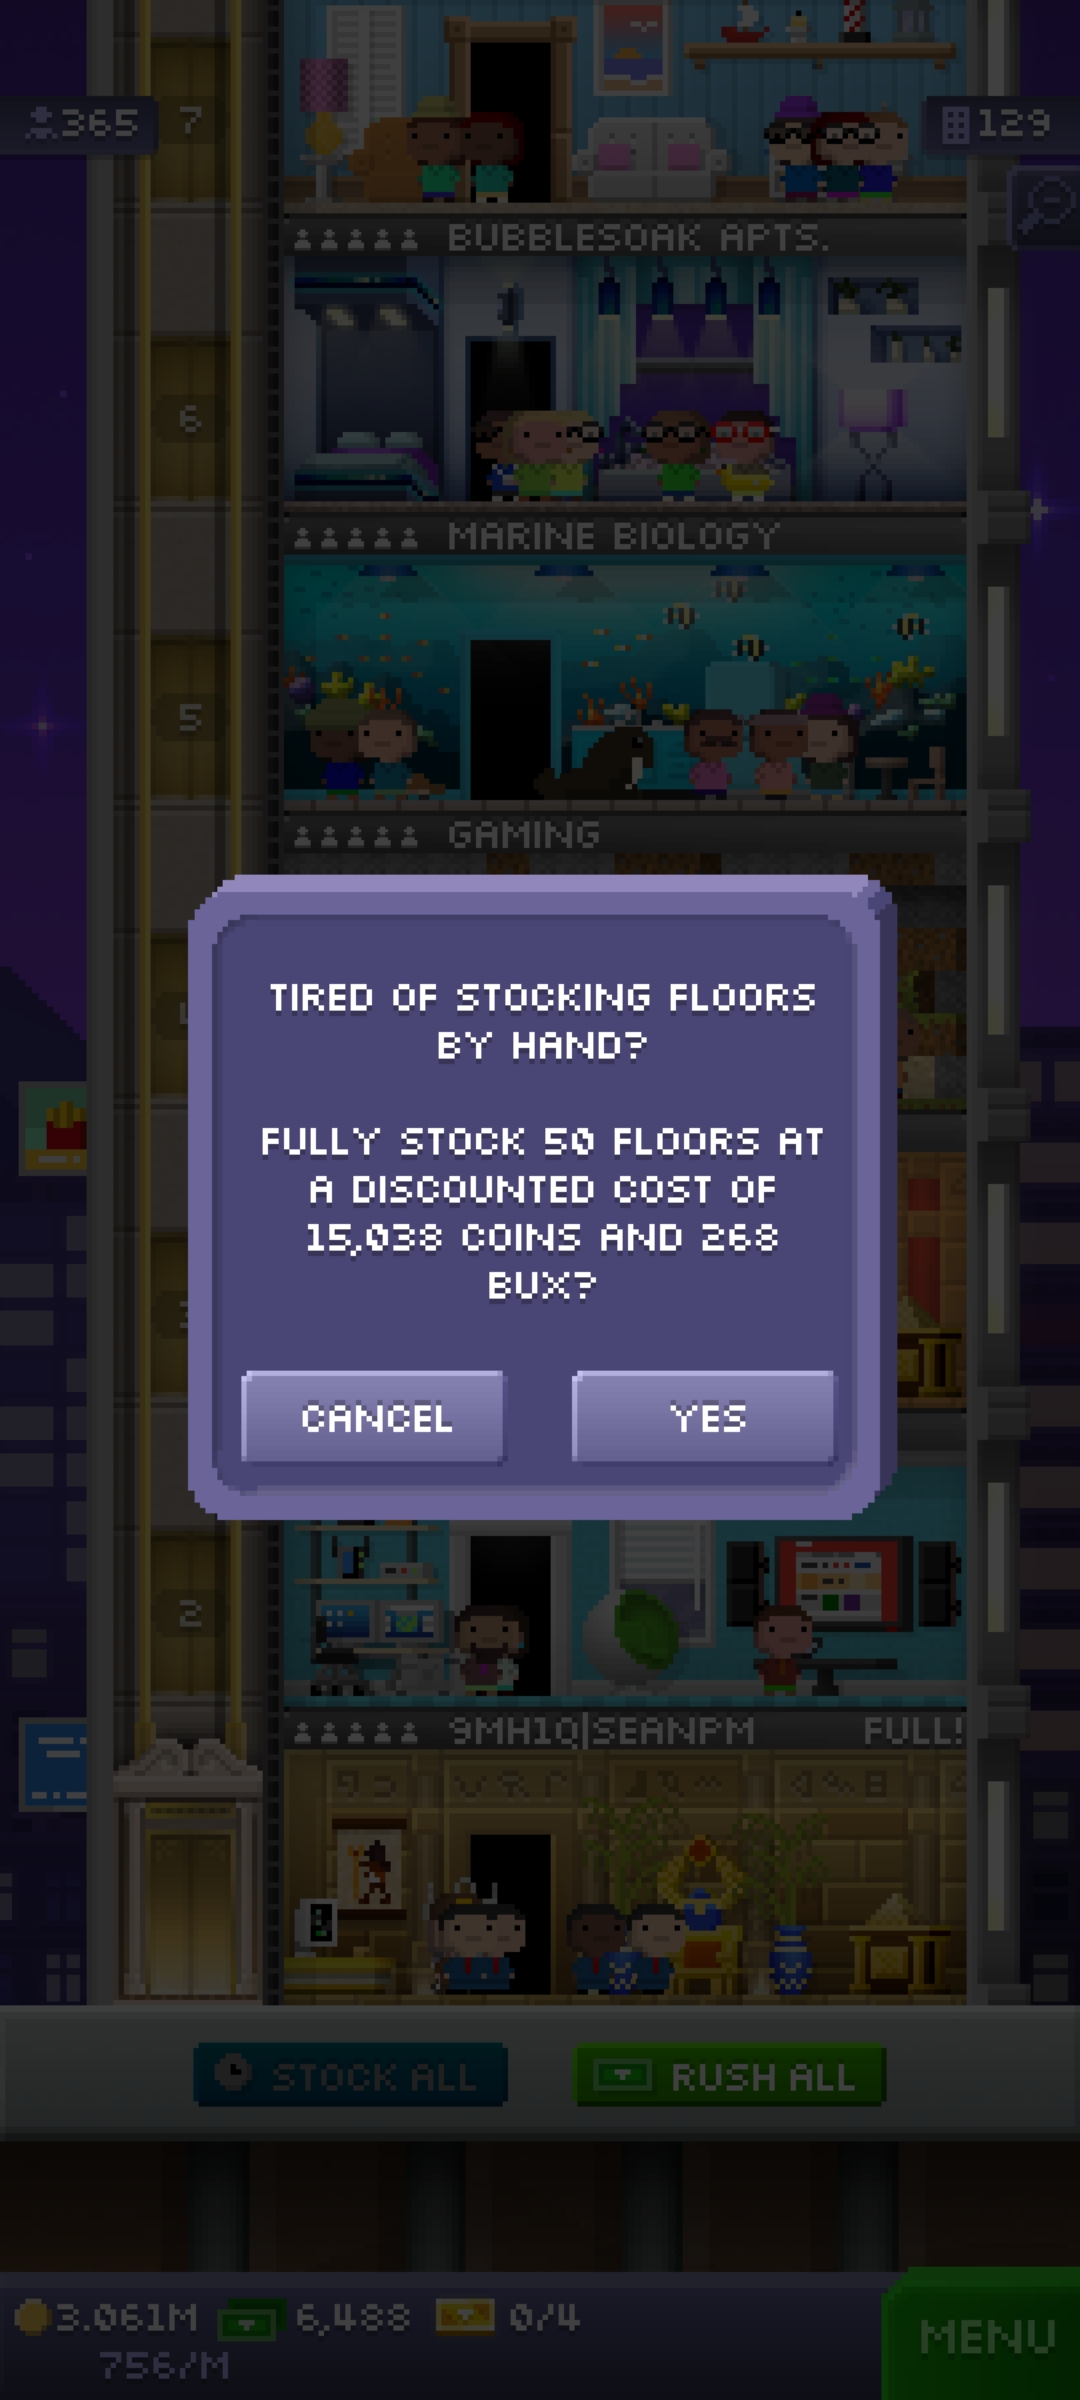 365
7
129
BUBBLESOAK APTS.
6
MARINE BIOLOGY
5
GAMING
TIRED OF STOCKING FLOORS
BY HAND?
FULLY STOCK 50 FLOORS AT
A DISCOUNTED COST OF
15,038 COINS AND 268
BUX?
CANCEL
YES
2
9MH1Q|SEANPM
FULL!
STOCK ALL
RUSH ALL
3.061M
6,488
0/4
756/M
MENU